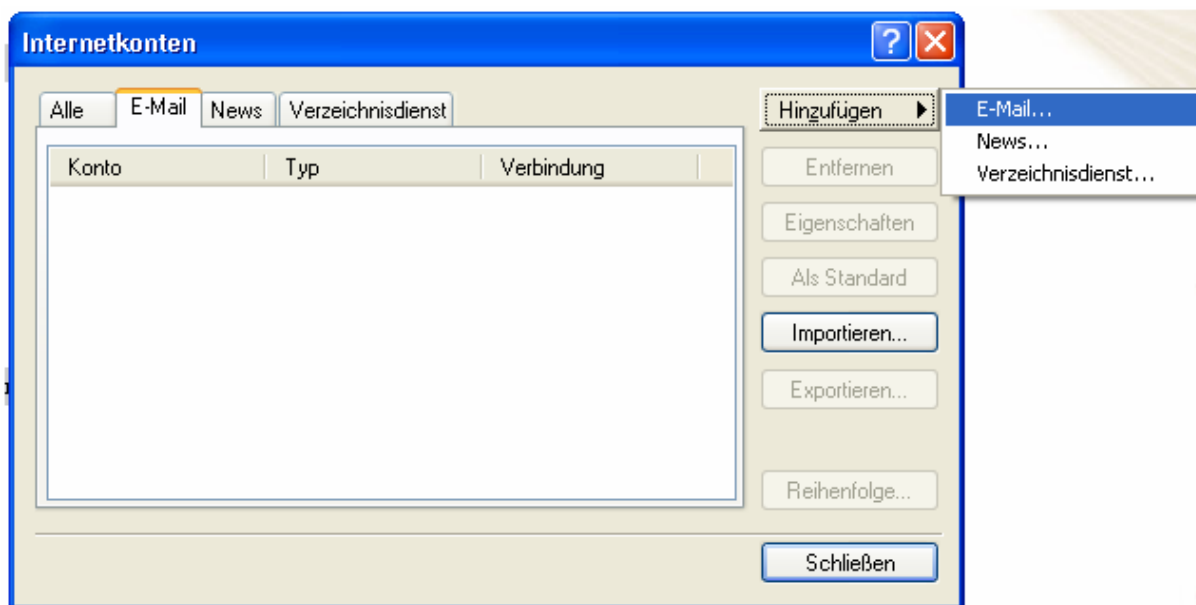 Internetkonten
Alle E-Mail News Verzeichnisdienst
Konto Typ Verbindung
Hinzufügen
E-Mail...
News...
Verzeichnisdienst...
Entfernen
Eigenschaften
Als Standard
Importieren...
Exportieren...
Reihenfolge...
Schließen